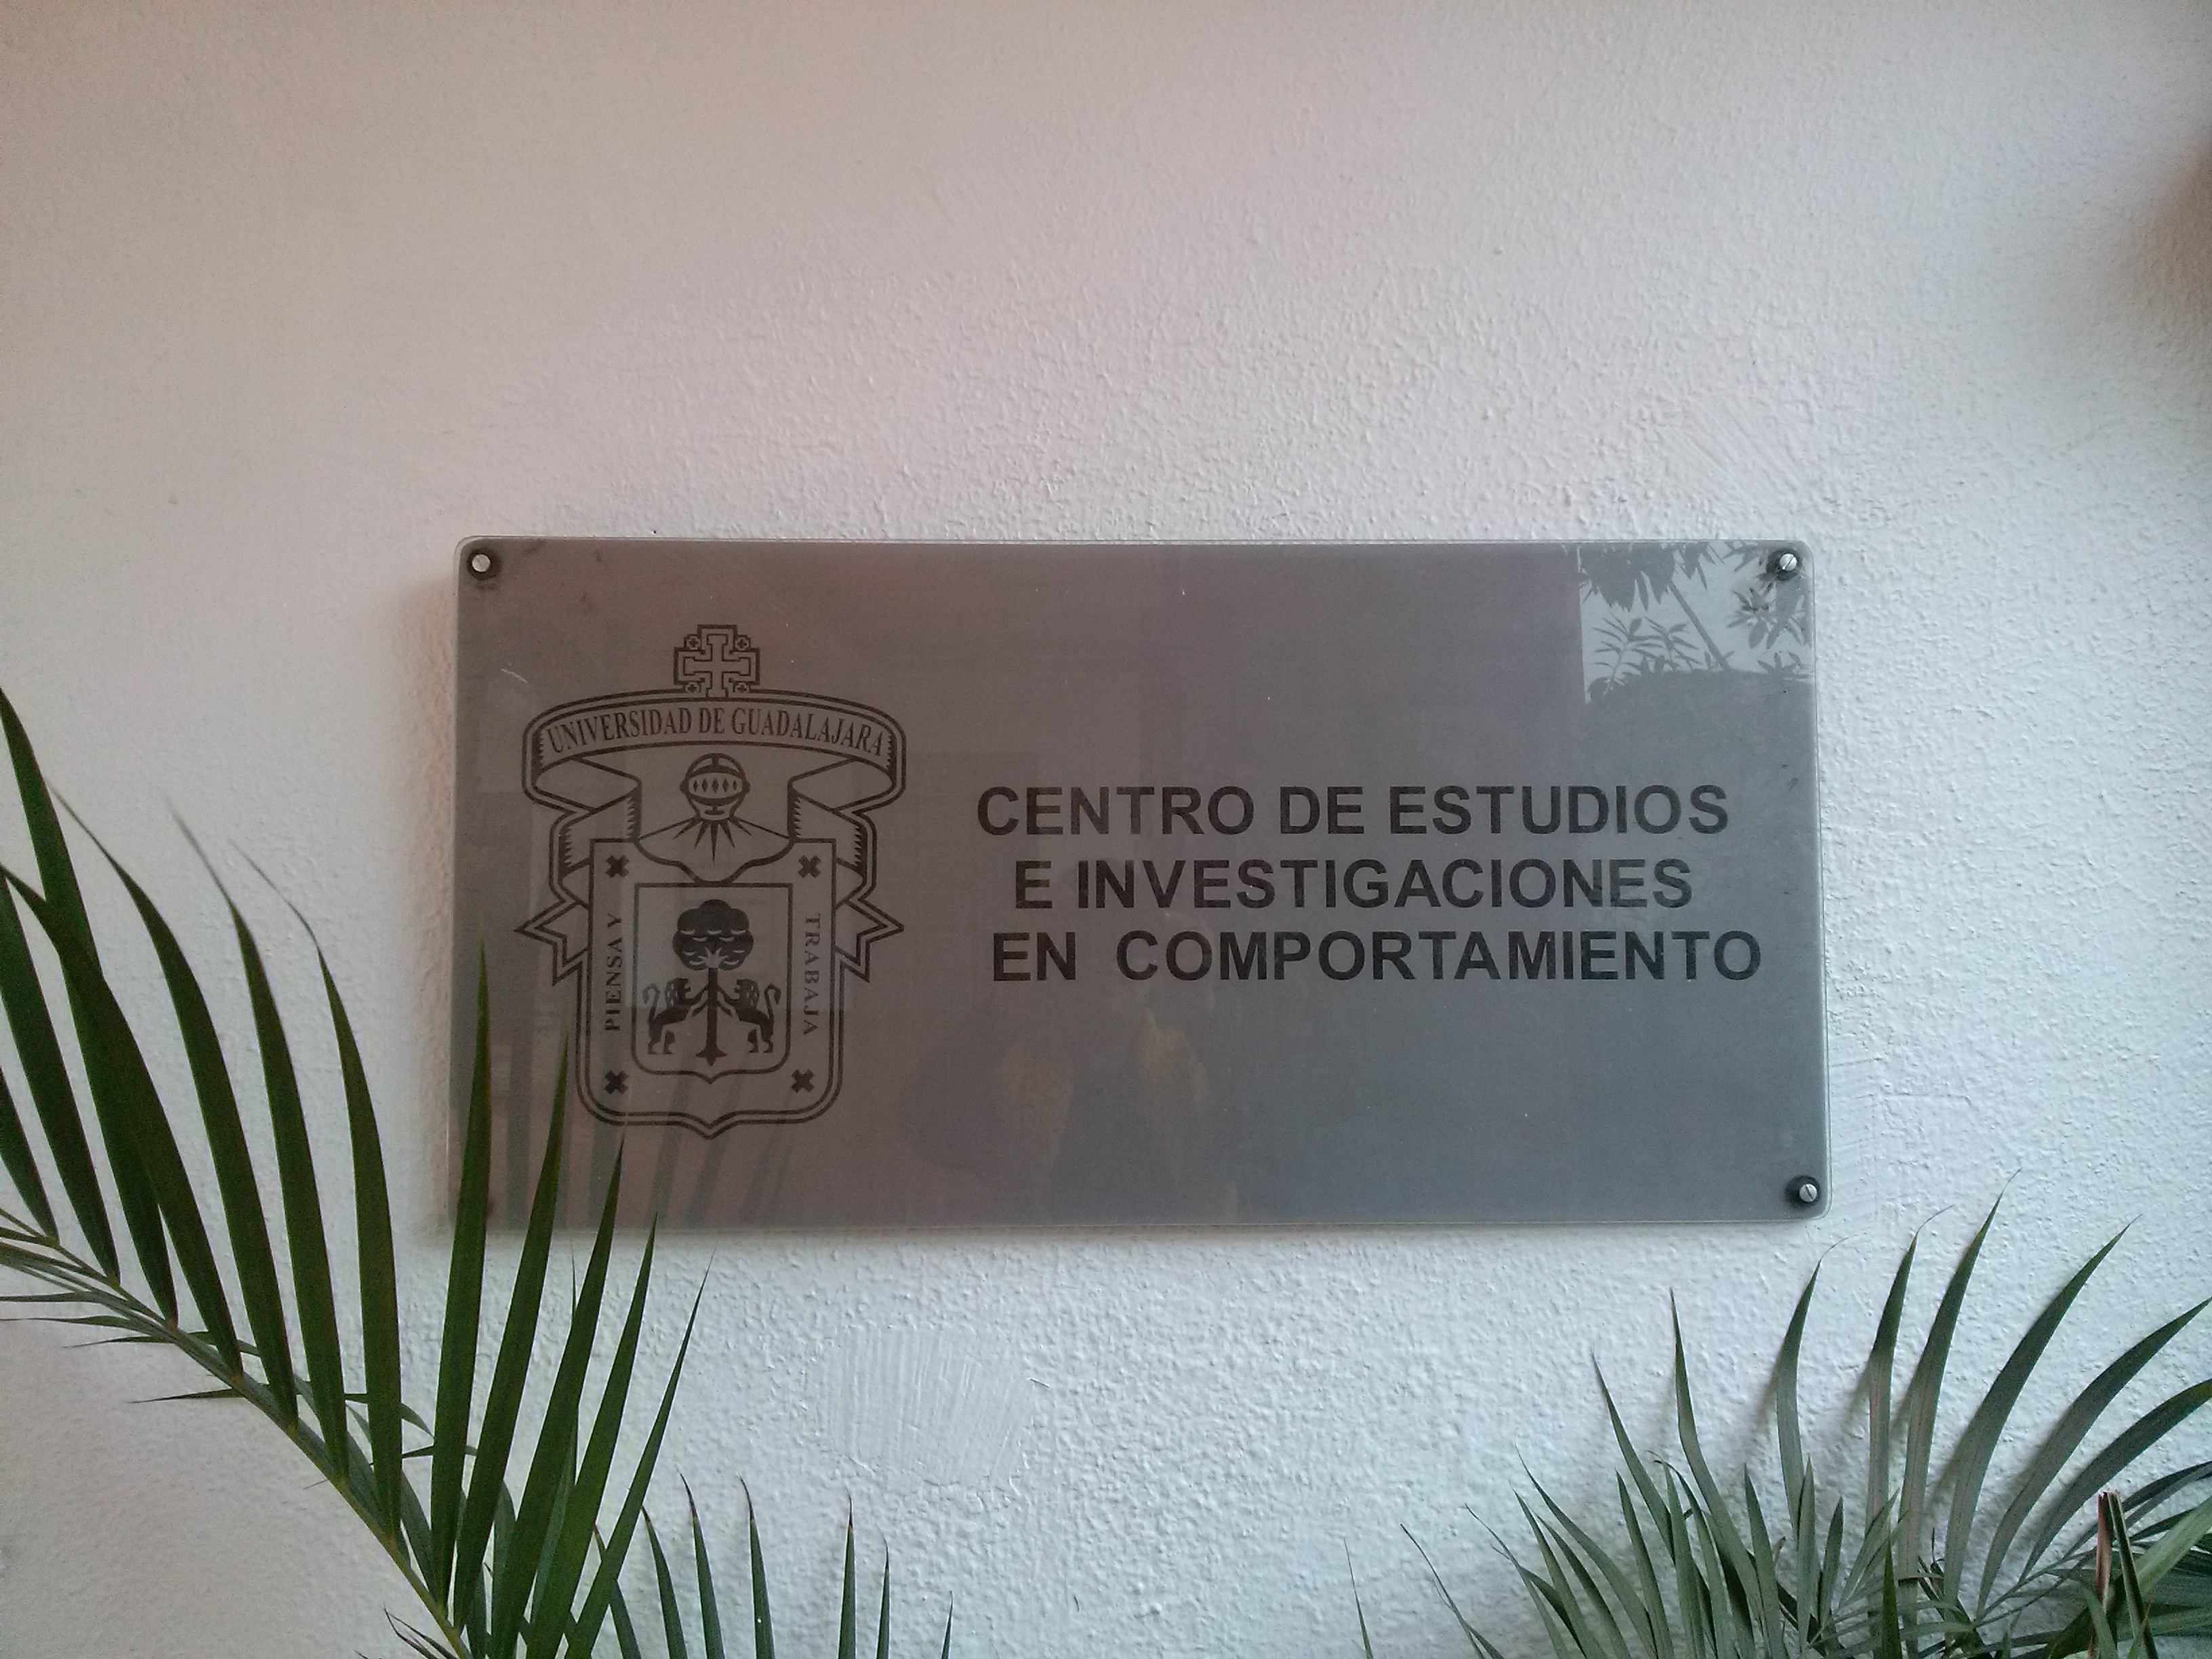 UNIVERSIDAD DE GUADALAJARA
PIENSA Y
TRABAJA
CENTRO DE ESTUDIOS
E INVESTIGACIONES
EN COMPORTAMIENTO